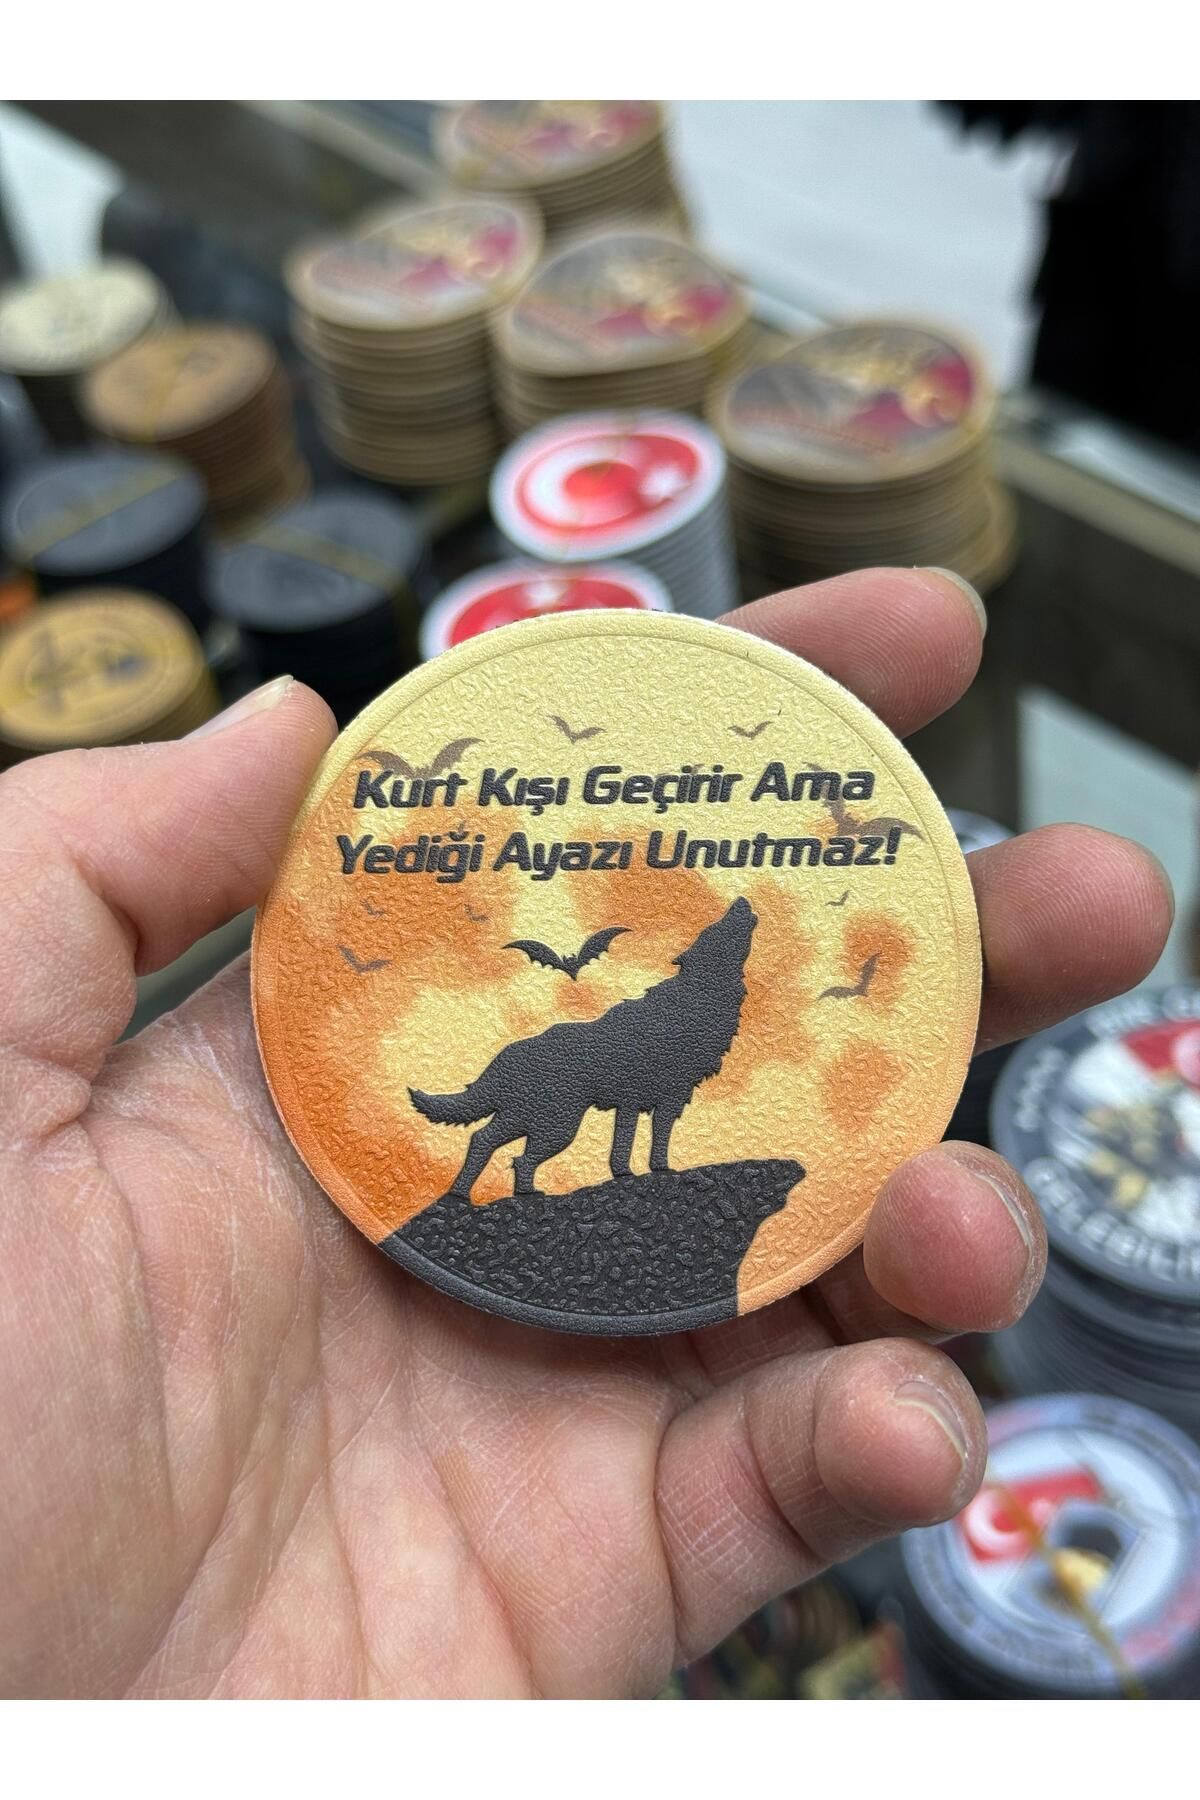 Kurt Kışı Geçirir Ama
Yediği Ayazı Unutmaz!